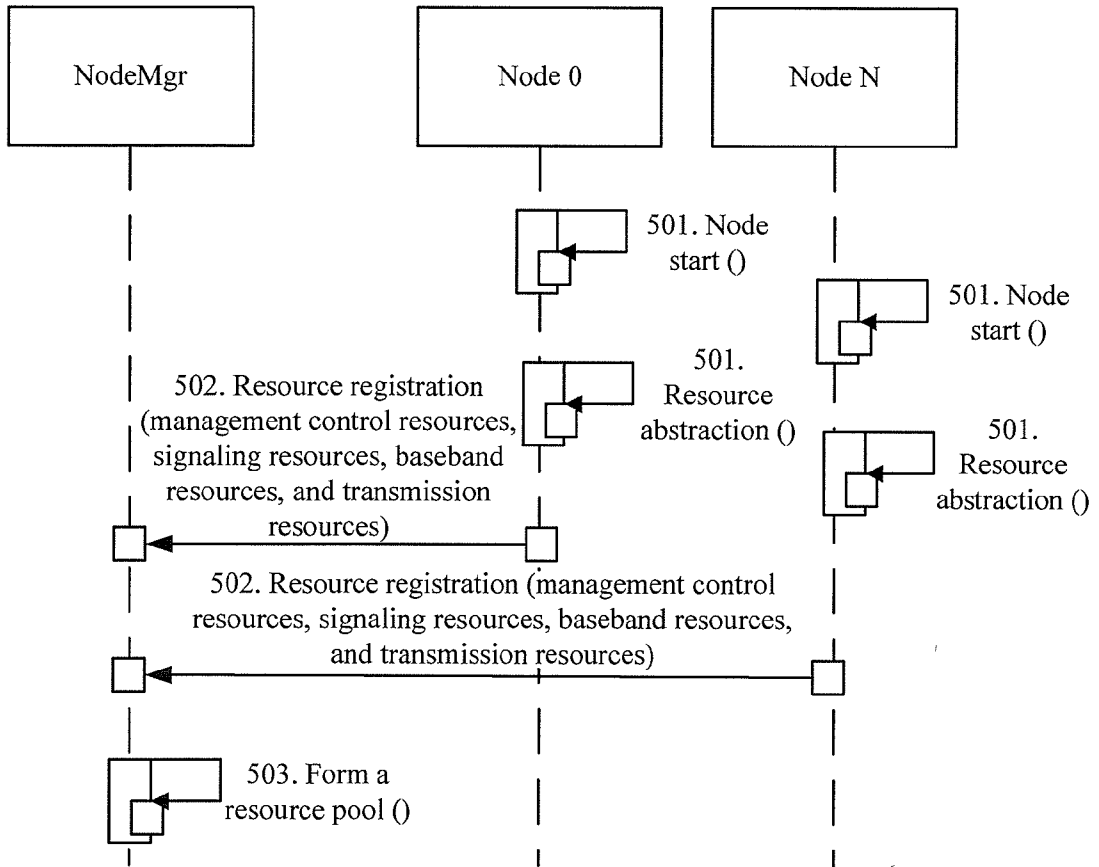 NodeMgr
Node 0
Node N
501. Node
start ()
501. Node
start ()
501.
Resource
abstraction ()
502. Resource registration
(management control resources,
signaling resources, baseband
resources, and transmission
resources)
501.
Resource
abstraction ()
502. Resource registration (management control
resources, signaling resources, baseband resources,
and transmission resources)
503. Form a
resource pool ()